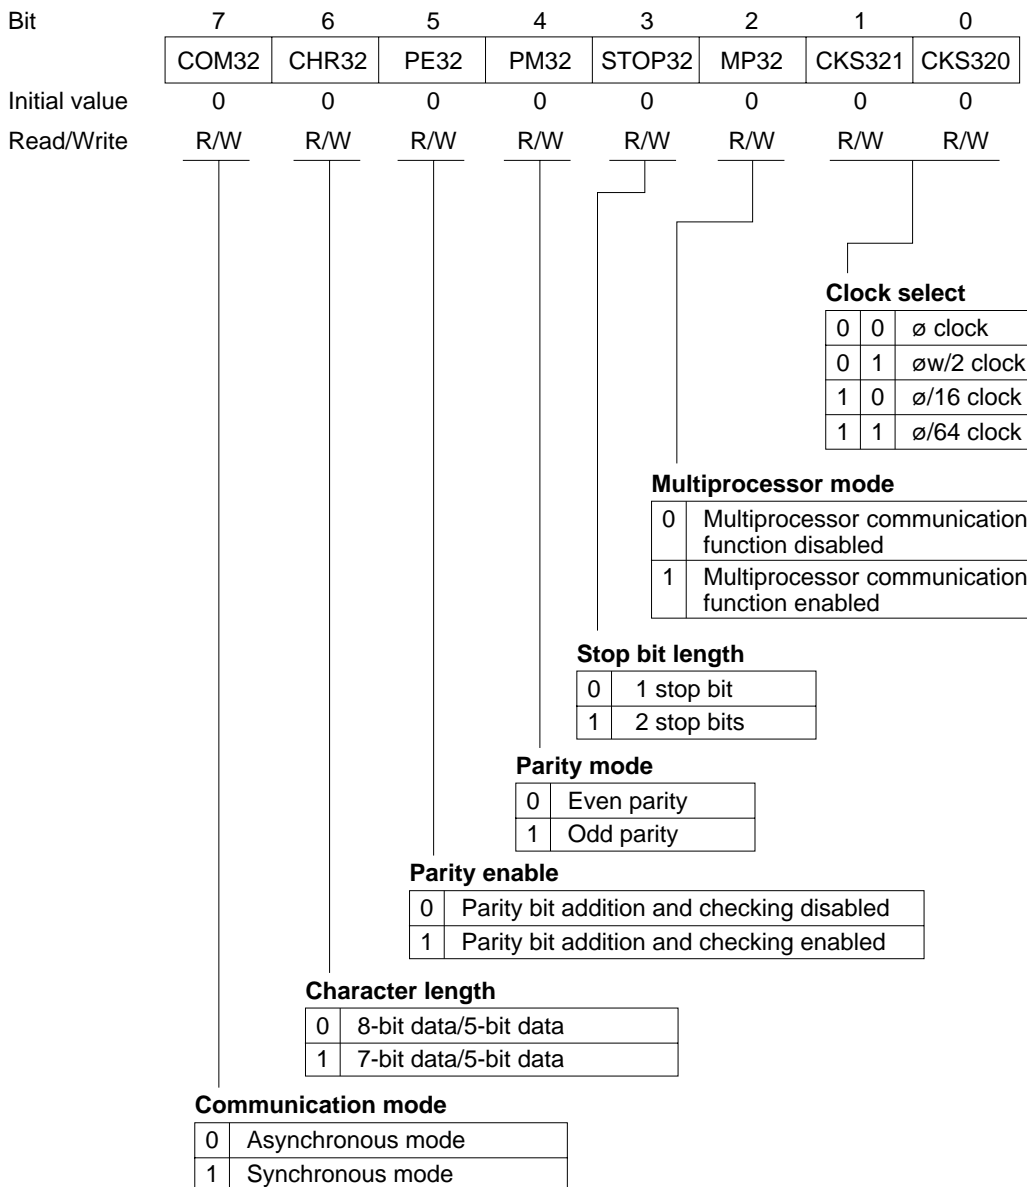 Bit 7 6 5 4 3 2 1 0
COM32 CHR32 PE32 PM32 STOP32 MP32 CKS321 CKS320
Initial value 0 0 0 0 0 0 0 0
Read/Write R/W R/W R/W R/W R/W R/W R/W R/W
Clock select
0 0 ø clock
0 1 øw/2 clock
1 0 ø/16 clock
1 1 ø/64 clock
Multiprocessor mode
0 Multiprocessor communication
function disabled
1 Multiprocessor communication
function enabled
Stop bit length
0 1 stop bit
1 2 stop bits
Parity mode
0 Even parity
1 Odd parity
Parity enable
0 Parity bit addition and checking disabled
1 Parity bit addition and checking enabled
Character length
0 8-bit data/5-bit data
1 7-bit data/5-bit data
Communication mode
0 Asynchronous mode
1 Synchronous mode